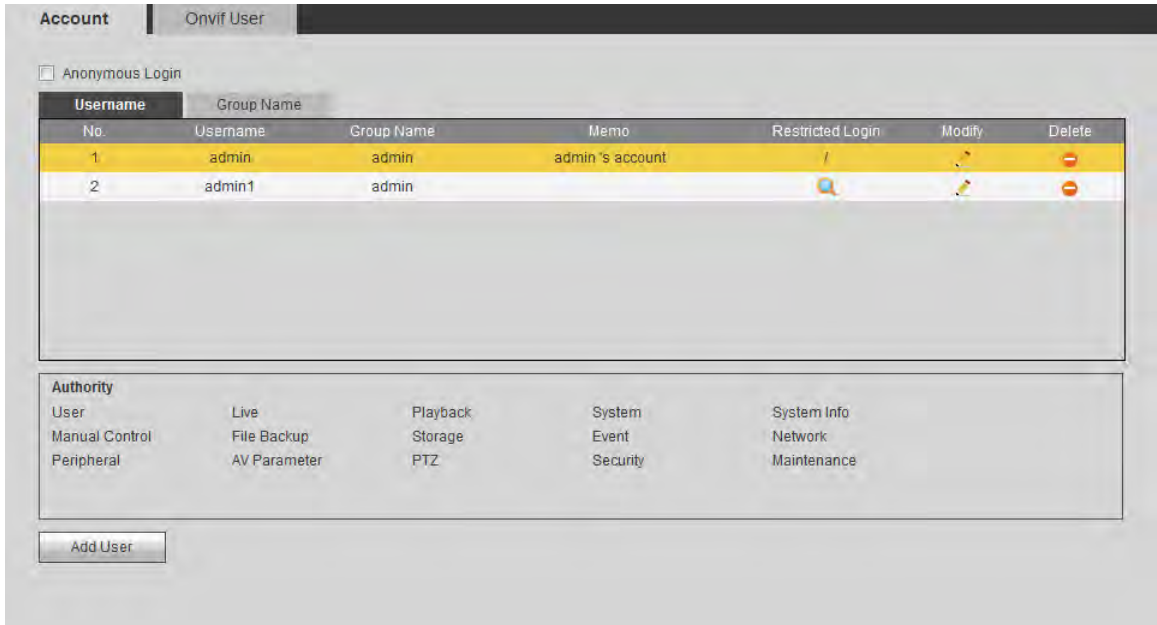 Account Onvif User
Anonymous Login
Username Group Name
No. Username Group Name Memo Restricted Login Modify Delete
1 admin admin admin 's account /
2 admin1 admin
Authority
User Live Playback System System Info
Manual Control File Backup Storage Event Network
Peripheral AV Parameter PTZ Security Maintenance
Add User